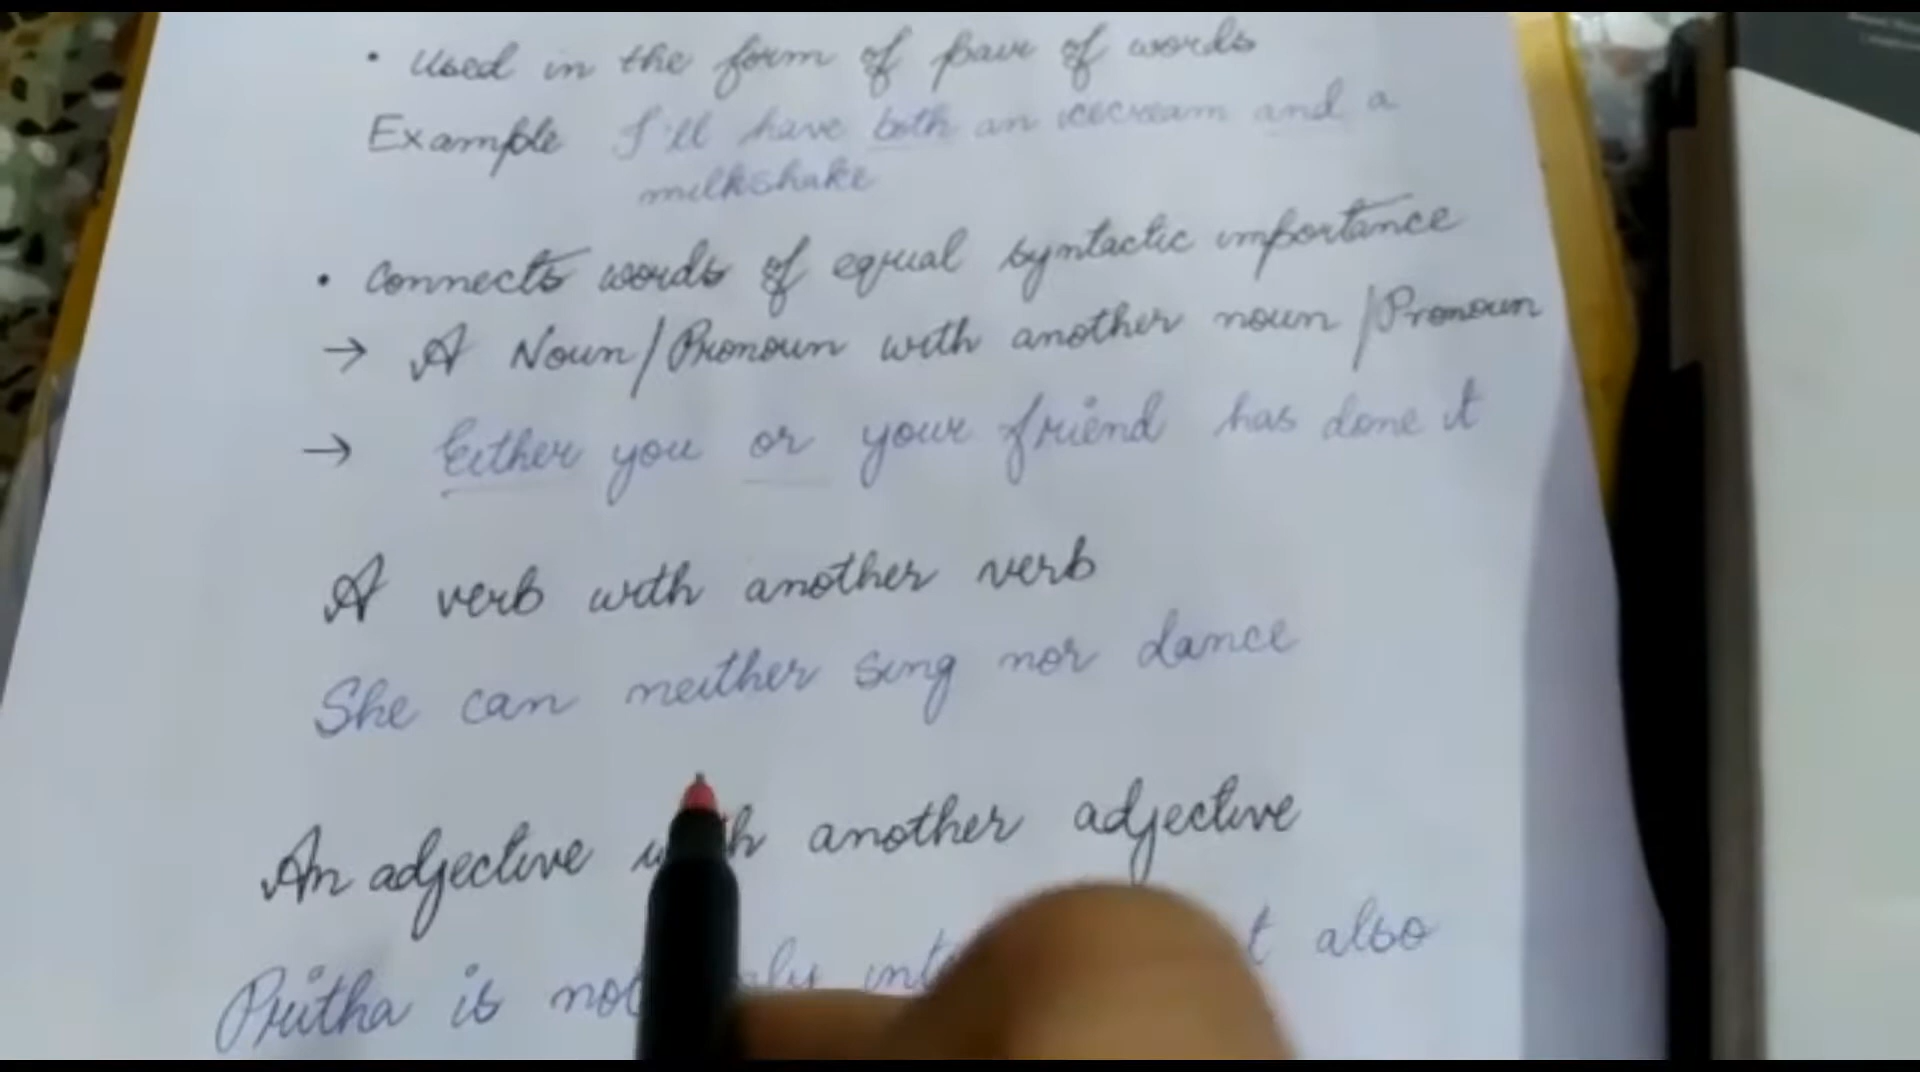 • Used in the form of pair of words
Example I'll have both an icecream and a
milkshake
• Connects words of equal syntactic importance
→ A Noun/Pronoun with another noun/Pronoun
→ Either you or your friend has done it
A verb with another verb
She can neither sing nor dance
An adjective with another adjective
Pritha is not also